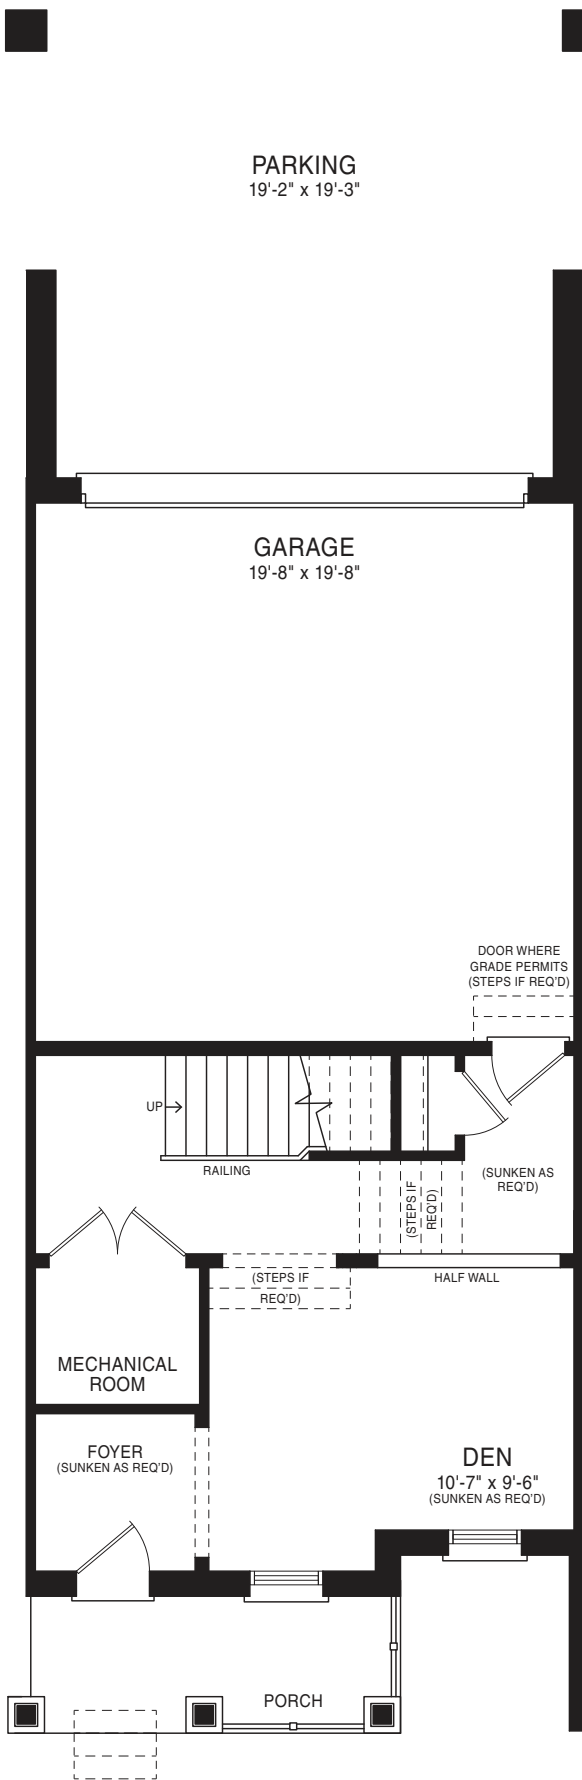 PARKING
19'-2" x 19'-3"
GARAGE
19'-8" x 19'-8"
DOOR WHERE
GRADE PERMITS
(STEPS IF REQ'D)
UP
RAILING
(SUNKEN AS
REQ'D)
(STEPS IF
REQ'D)
(STEPS IF
REQ'D)
HALF WALL
MECHANICAL
ROOM
FOYER
(SUNKEN AS REQ'D)
DEN
10'-7" x 9'-6"
(SUNKEN AS REQ'D)
PORCH